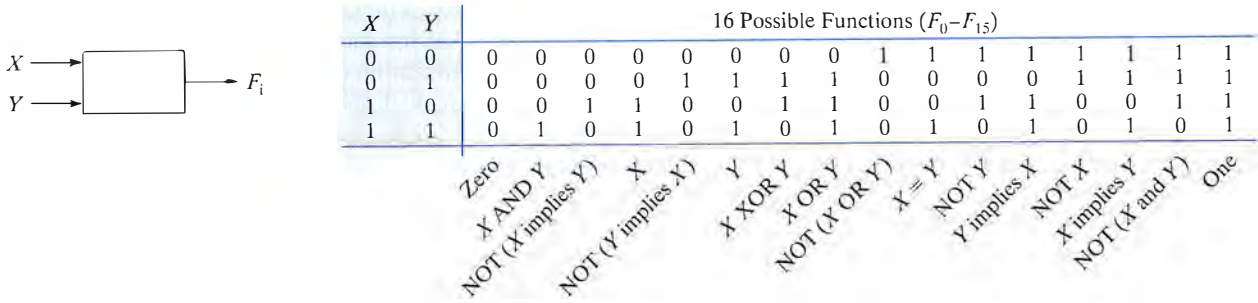 X
Y
F_i
X Y 16 Possible Functions (F_0–F_15)
0 0 0 0 0 0 0 0 0 0 1 1 1 1 1 1 1 1
0 1 0 0 0 0 1 1 1 1 0 0 0 0 1 1 1 1
1 0 0 0 1 1 0 0 1 1 0 0 1 1 0 0 1 1
1 1 0 1 0 1 0 1 0 1 0 1 0 1 0 1 0 1
Zero
X AND Y
NOT (X implies Y)
X
NOT (Y implies X)
Y
X XOR Y
X OR Y
NOT (X OR Y)
X = Y
NOT Y
Y implies X
NOT X
X implies Y
NOT (X and Y)
One